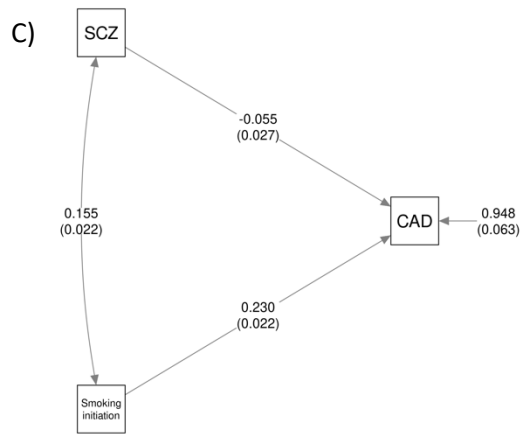 C)
SCZ
-0.055
(0.027)
0.155
(0.022)
CAD
0.948
(0.063)
0.230
(0.022)
Smoking
initiation